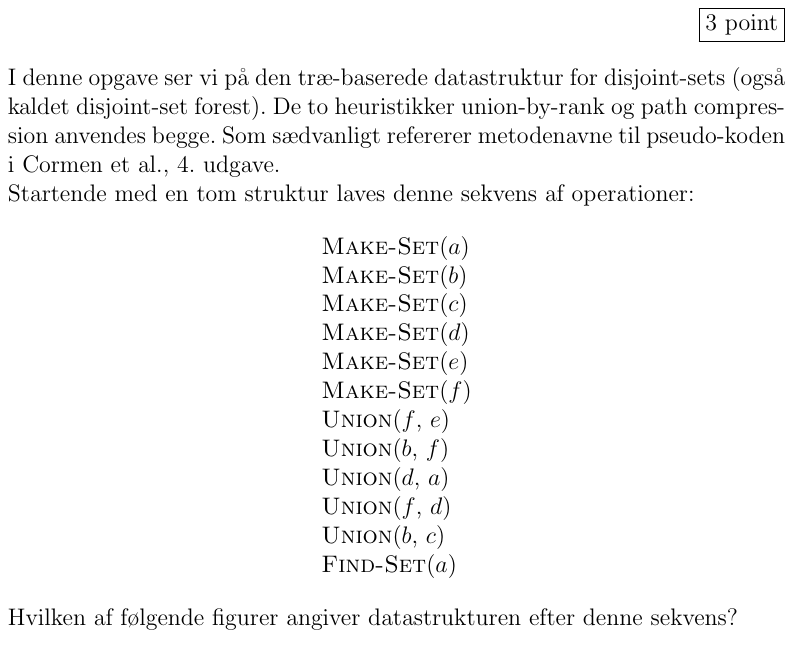 3 point
I denne opgave ser vi på den træ-baserede datastruktur for disjoint-sets (også
kaldet disjoint-set forest). De to heuristikker union-by-rank og path compres-
sion anvendes begge. Som sædvanligt refererer metodenavne til pseudo-koden
i Cormen et al., 4. udgave.
Startende med en tom struktur laves denne sekvens af operationer:
Make-Set(a)
Make-Set(b)
Make-Set(c)
Make-Set(d)
Make-Set(e)
Make-Set(f)
Union(f, e)
Union(b, f)
Union(d, a)
Union(f, d)
Union(b, c)
Find-Set(a)
Hvilken af følgende figurer angiver datastrukturen efter denne sekvens?